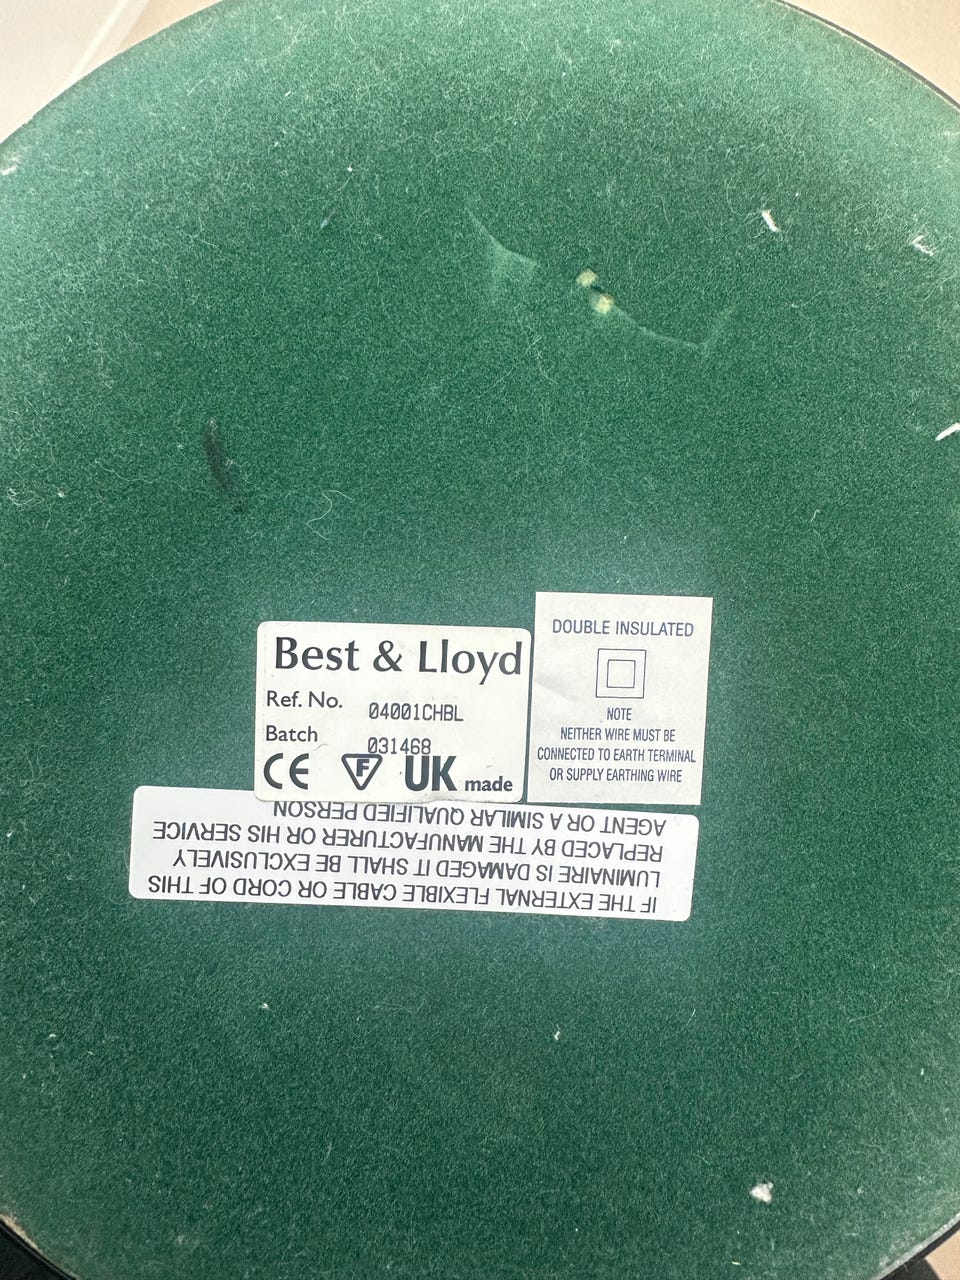 Best & Lloyd
Ref. No. 04001CHBL
Batch 031468
CE F UK made
DOUBLE INSULATED
NOTE
NEITHER WIRE MUST BE
CONNECTED TO EARTH TERMINAL
OR SUPPLY EARTHING WIRE
IF THE EXTERNAL FLEXIBLE CABLE OR CORD OF THIS
LUMINAIRE IS DAMAGED IT SHALL BE EXCLUSIVELY
REPLACED BY THE MANUFACTURER OR HIS SERVICE
AGENT OR A SIMILAR QUALIFIED PERSON